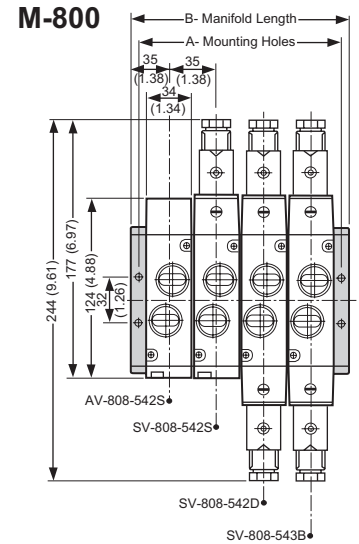 M-800
B- Manifold Length
A- Mounting Holes
35
(1.38)
35
(1.38)
34
(1.34)
244 (9.61)
177 (6.97)
124 (4.88)
32
(1.26)
AV-808-542S
SV-808-542S
SV-808-542D
SV-808-543B